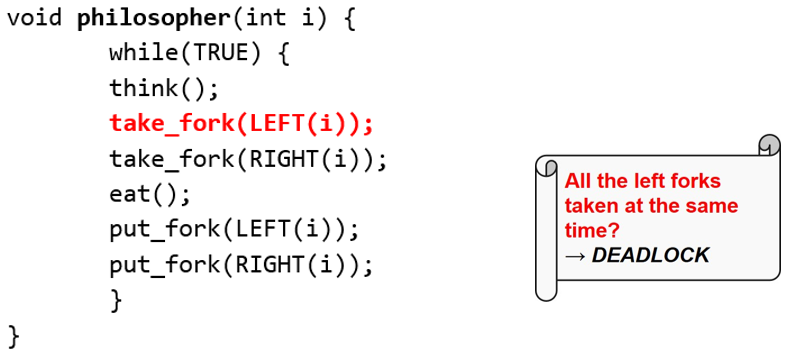 void philosopher(int i) {
while(TRUE) {
think();
take_fork(LEFT(i));
take_fork(RIGHT(i));
eat();
put_fork(LEFT(i));
put_fork(RIGHT(i));
}
}
All the left forks
taken at the same
time?
→ DEADLOCK